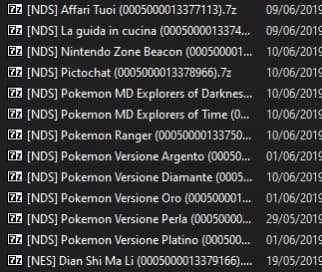 [NDS] Affari Tuoi (0005000013377113).7z 09/06/2019
[NDS] La guida in cucina (000500013374... 09/06/2019
[NDS] Nintendo Zone Beacon (000500001... 10/06/2019
[NDS] Pictochat (0005000013378966).7z 10/06/2019
[NDS] Pokemon MD Explorers of Darknes... 10/06/2019
[NDS] Pokemon MD Explorers of Time (0... 10/06/2019
[NDS] Pokemon Ranger (00050000133750... 10/06/2019
[NDS] Pokemon Versione Argento (00050... 01/06/2019
[NDS] Pokemon Versione Diamante (0005... 10/06/2019
[NDS] Pokemon Versione Oro (000500001... 01/06/2019
[NDS] Pokemon Versione Perla (00050000... 29/05/2019
[NDS] Pokemon Versione Platino (000500... 01/06/2019
[NES] Dian Shi Ma Li (0005000013379166).... 19/05/2019